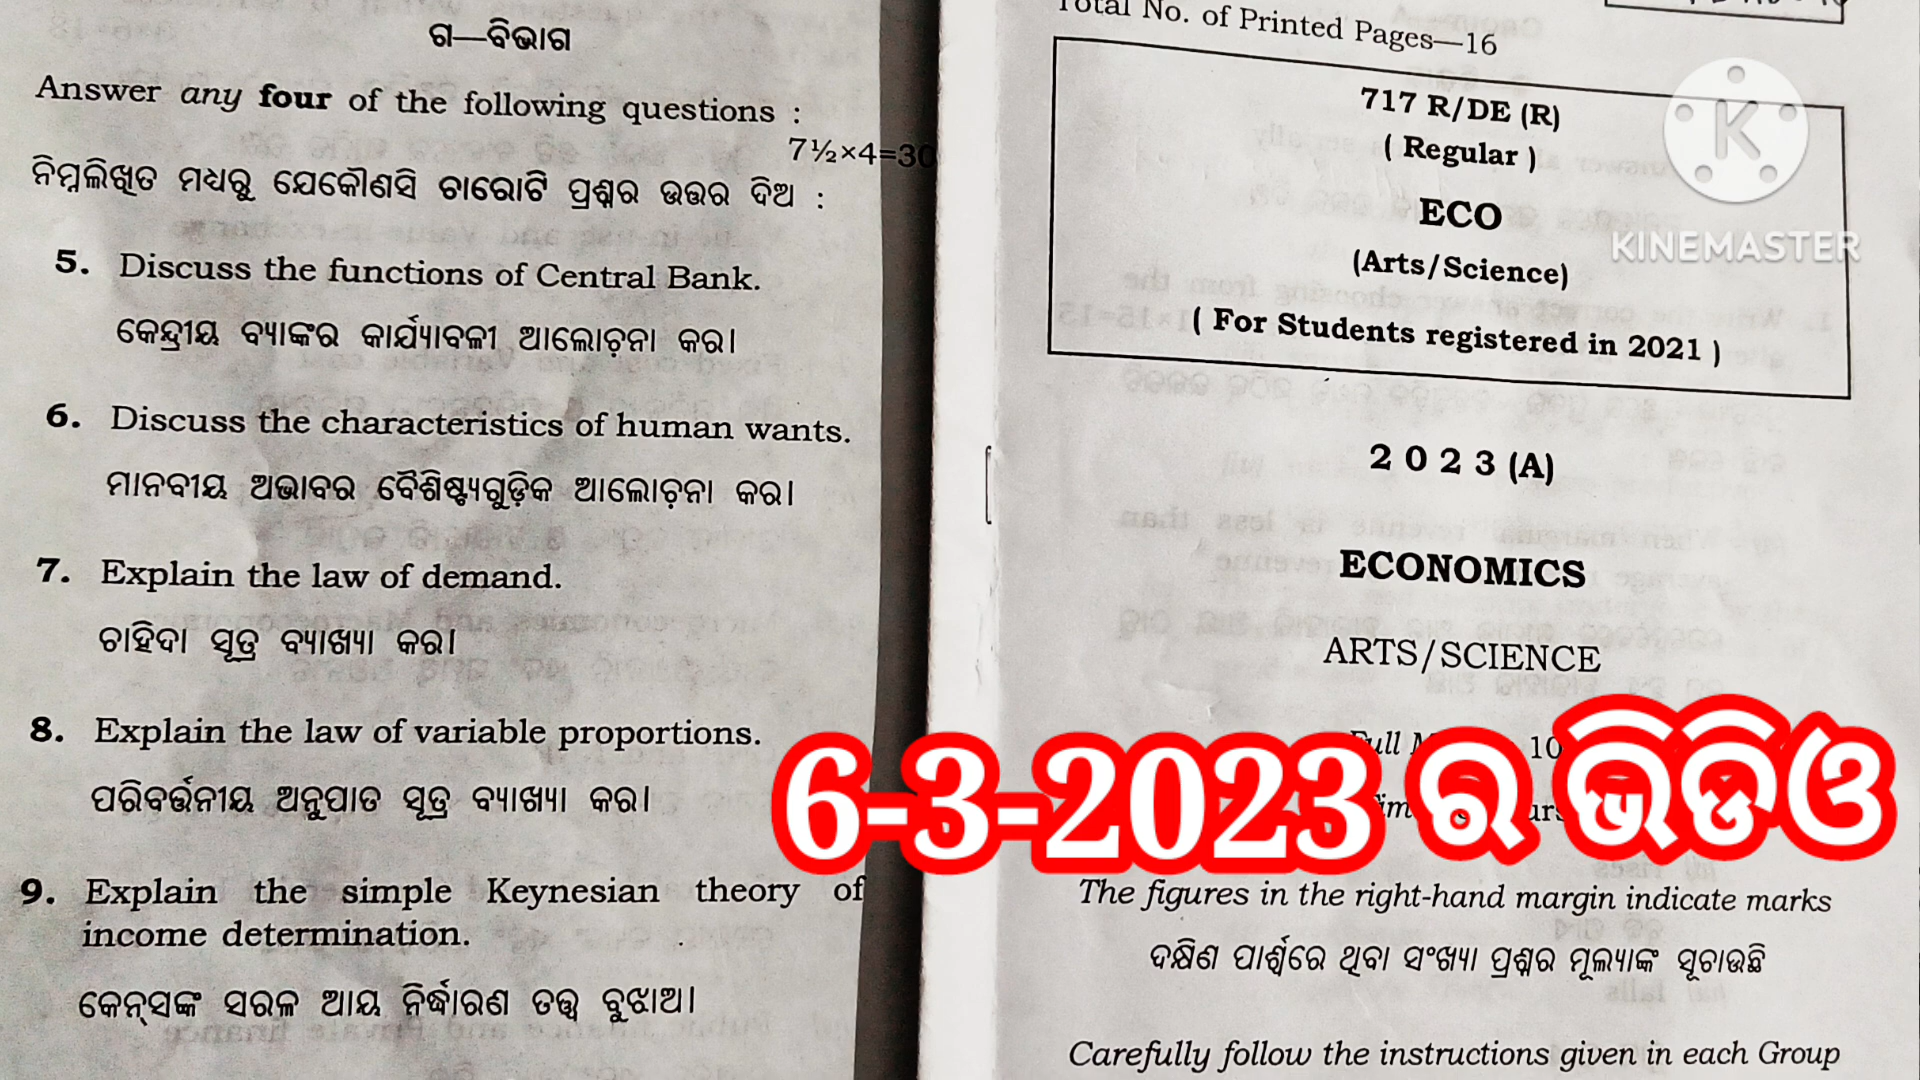 ଗ—ବିଭାଗ
Answer any four of the following questions :
7½×4=30
ନିମ୍ନଲିଖିତ ମଧ୍ୟରୁ ଯେକୌଣସି ଚାରୋଟି ପ୍ରଶ୍ନର ଉତ୍ତର ଦିଅ :
5. Discuss the functions of Central Bank.
କେନ୍ଦ୍ରୀୟ ବ୍ୟାଙ୍କର କାର୍ଯ୍ୟାବଳୀ ଆଲୋଚନା କର।
6. Discuss the characteristics of human wants.
ମାନବୀୟ ଅଭାବର ବୈଶିଷ୍ଟ୍ୟଗୁଡ଼ିକ ଆଲୋଚନା କର।
7. Explain the law of demand.
ଚାହିଦା ସୂତ୍ର ବ୍ୟାଖ୍ୟା କର।
8. Explain the law of variable proportions.
ପରିବର୍ତ୍ତନୀୟ ଅନୁପାତ ସୂତ୍ର ବ୍ୟାଖ୍ୟା କର।
9. Explain the simple Keynesian theory of
income determination.
କେନ୍‌ସଙ୍କ ସରଳ ଆୟ ନିର୍ଦ୍ଧାରଣ ତତ୍ତ୍ୱ ବୁଝାଅ।
Total No. of Printed Pages—16
717 R/DE (R)
( Regular )
ECO
(Arts/Science)
( For Students registered in 2021 )
K
KINEMASTER
2 0 2 3 (A)
ECONOMICS
ARTS/SCIENCE
Full
6-3-2023 ର ଭିଡିଓ
The figures in the right-hand margin indicate marks
ଦକ୍ଷିଣ ପାର୍ଶ୍ଵରେ ଥିବା ସଂଖ୍ୟା ପ୍ରଶ୍ନର ମୂଲ୍ୟାଙ୍କ ସୂଚାଉଛି
Carefully follow the instructions given in each Group